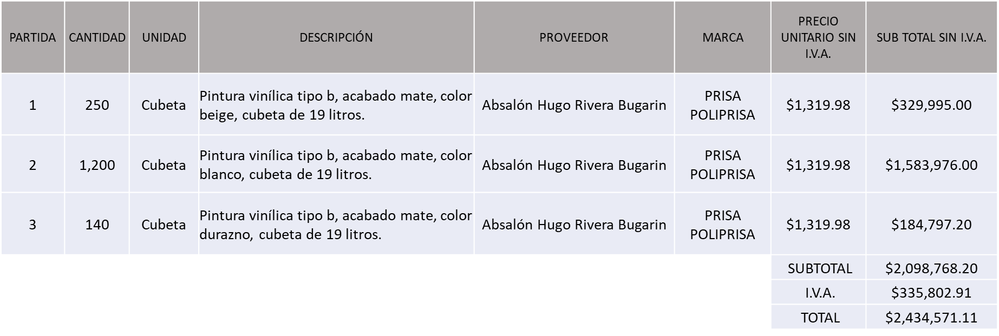 PARTIDA CANTIDAD UNIDAD DESCRIPCIÓN PROVEEDOR MARCA PRECIO UNITARIO SIN I.V.A. SUB TOTAL SIN I.V.A.
1 250 Cubeta Pintura vinílica tipo b, acabado mate, color beige, cubeta de 19 litros. Absalón Hugo Rivera Bugarin PRISA POLIPRISA $1,319.98 $329,995.00
2 1,200 Cubeta Pintura vinílica tipo b, acabado mate, color blanco, cubeta de 19 litros. Absalón Hugo Rivera Bugarin PRISA POLIPRISA $1,319.98 $1,583,976.00
3 140 Cubeta Pintura vinílica tipo b, acabado mate, color durazno, cubeta de 19 litros. Absalón Hugo Rivera Bugarin PRISA POLIPRISA $1,319.98 $184,797.20
SUBTOTAL $2,098,768.20
I.V.A. $335,802.91
TOTAL $2,434,571.11